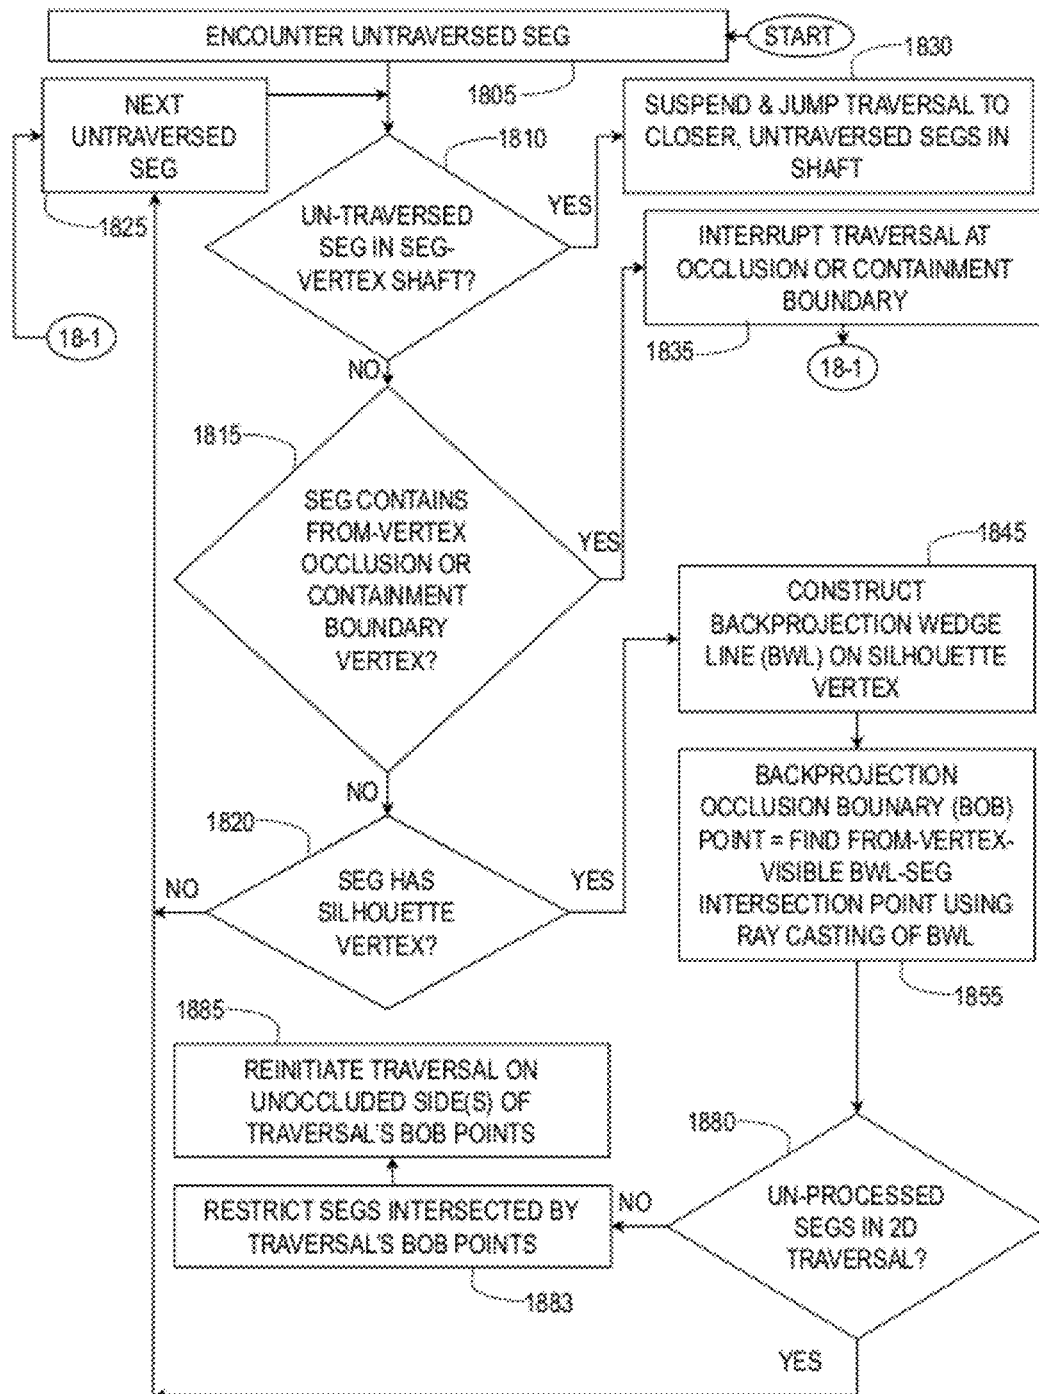 ENCOUNTER UNTRAVERSED SEG
START
1805
1830
NEXT
UNTRAVERSED
SEG
1825
1810
SUSPEND & JUMP TRAVERSAL TO
CLOSER, UNTRAVERSED SEGS IN
SHAFT
UN-TRAVERSED
SEG IN SEG-
VERTEX SHAFT?
YES
INTERRUPT TRAVERSAL AT
OCCLUSION OR CONTAINMENT
BOUNDARY
1835
18-1
18-1
NO
1815
SEG CONTAINS
FROM-VERTEX
OCCLUSION OR
CONTAINMENT
BOUNDARY
VERTEX?
YES
1845
CONSTRUCT
BACKPROJECTION WEDGE
LINE (BWL) ON SILHOUETTE
VERTEX
NO
1820
SEG HAS
SILHOUETTE
VERTEX?
NO
YES
BACKPROJECTION
OCCLUSION BOUNARY (BOB)
POINT = FIND FROM-VERTEX-
VISIBLE BWL-SEG
INTERSECTION POINT USING
RAY CASTING OF BWL
1855
1885
REINITIATE TRAVERSAL ON
UNOCCLUDED SIDE(S) OF
TRAVERSAL'S BOB POINTS
1880
UN-PROCESSED
SEGS IN 2D
TRAVERSAL?
NO
RESTRICT SEGS INTERSECTED BY
TRAVERSAL'S BOB POINTS
1883
YES